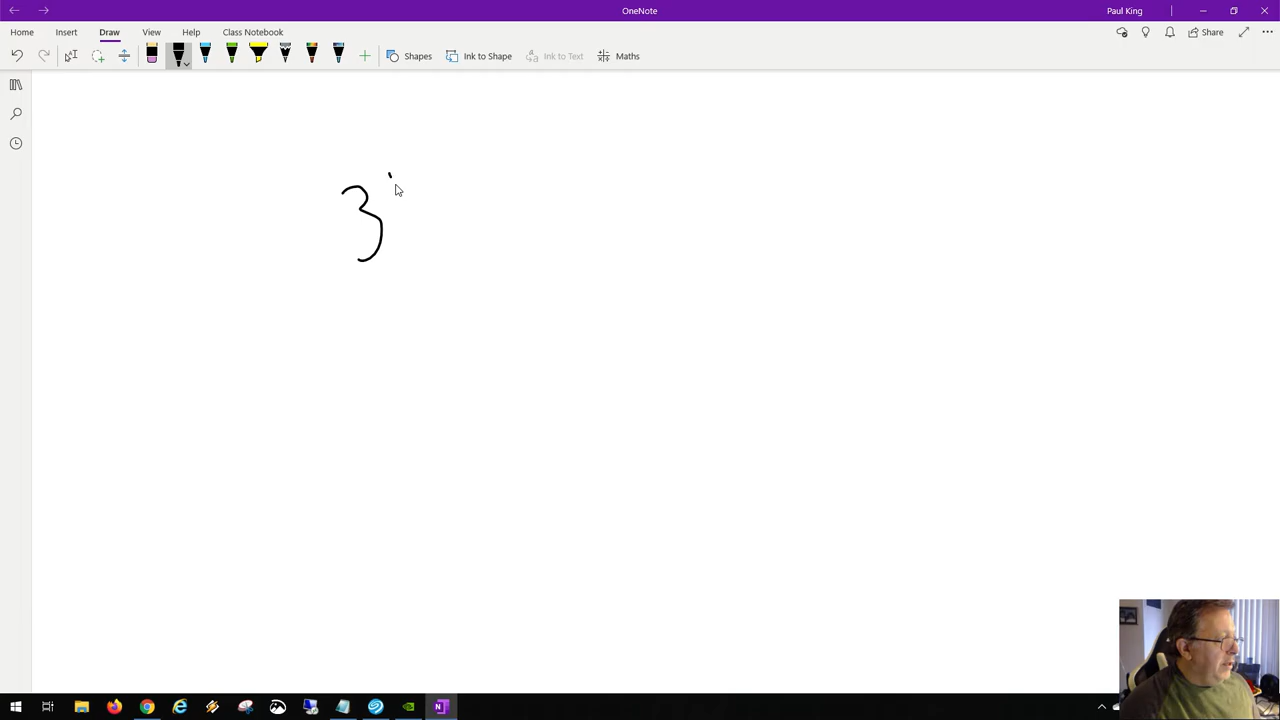 OneNote
Paul King
Home Insert Draw View Help Class Notebook
Share
Shapes Ink to Shape Ink to Text Maths
3